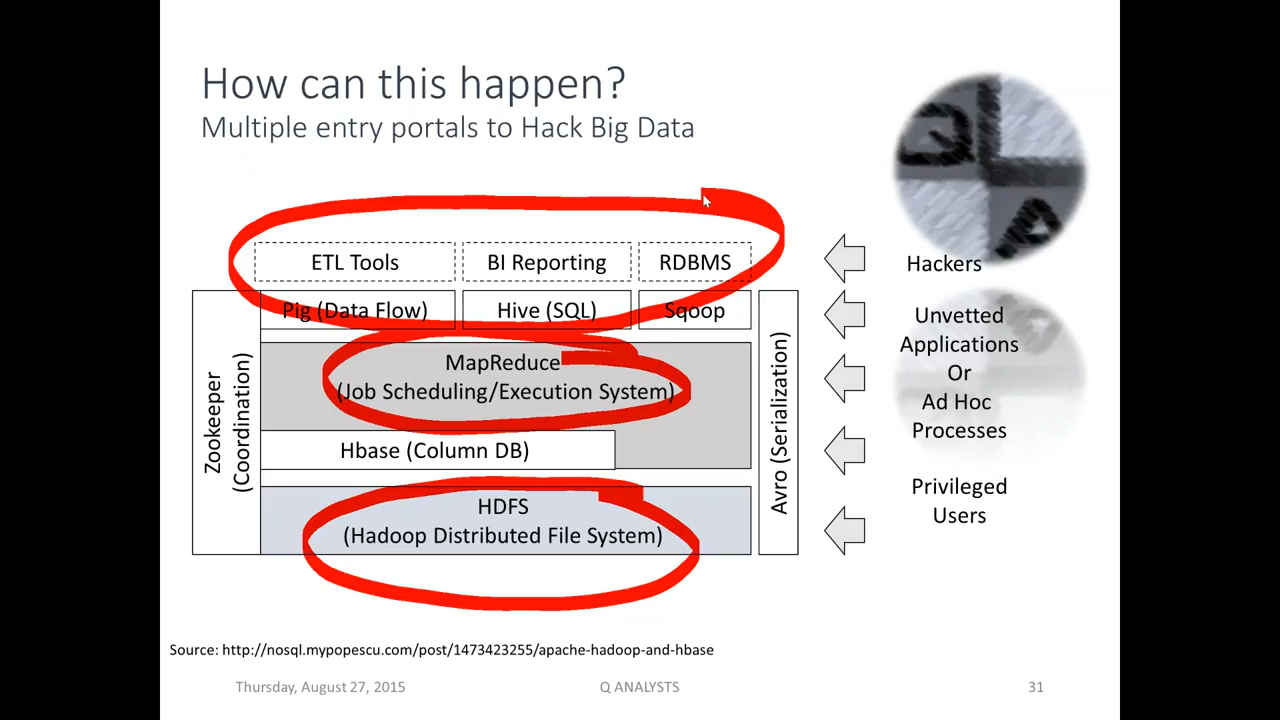 How can this happen?
Multiple entry portals to Hack Big Data
Q
A
ETL Tools
BI Reporting
RDBMS
Pig (Data Flow)
Hive (SQL)
Sqoop
MapReduce
(Job Scheduling/Execution System)
Hbase (Column DB)
HDFS
(Hadoop Distributed File System)
Zookeeper
(Coordination)
Avro (Serialization)
Hackers
Unvetted
Applications
Or
Ad Hoc
Processes
Privileged
Users
Source: http://nosql.mypopescu.com/post/1473423255/apache-hadoop-and-hbase
Thursday, August 27, 2015
Q ANALYSTS
31